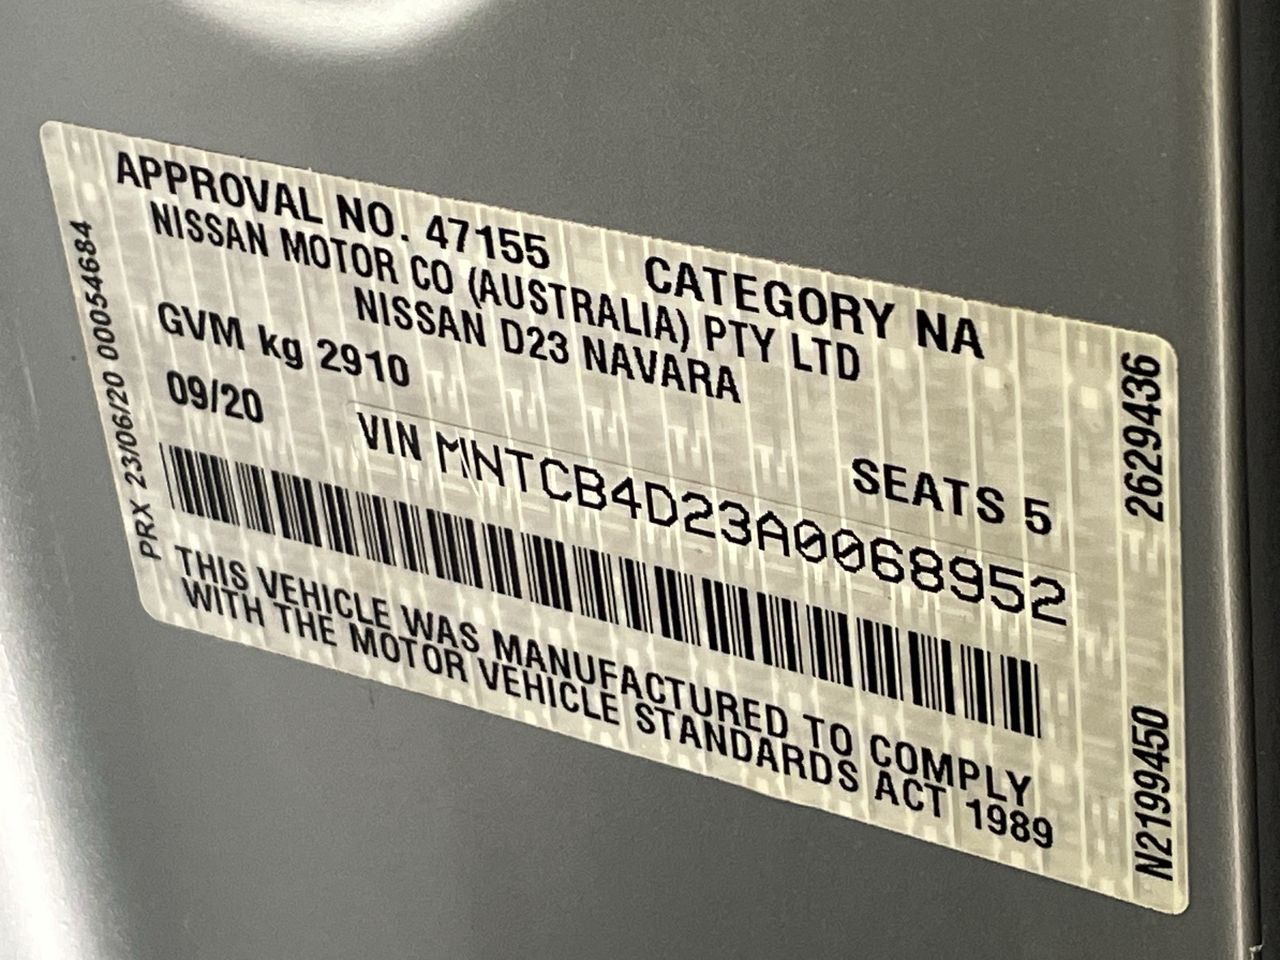 APPROVAL NO. 47155 CATEGORY NA
NISSAN MOTOR CO (AUSTRALIA) PTY LTD
NISSAN D23 NAVARA
GVM kg 2910
09/20 SEATS 5
VIN MNTCB4D23A0068952
THIS VEHICLE WAS MANUFACTURED TO COMPLY
WITH THE MOTOR VEHICLE STANDARDS ACT 1989
PRX 23/06/20 00054684
2629436
N2199450